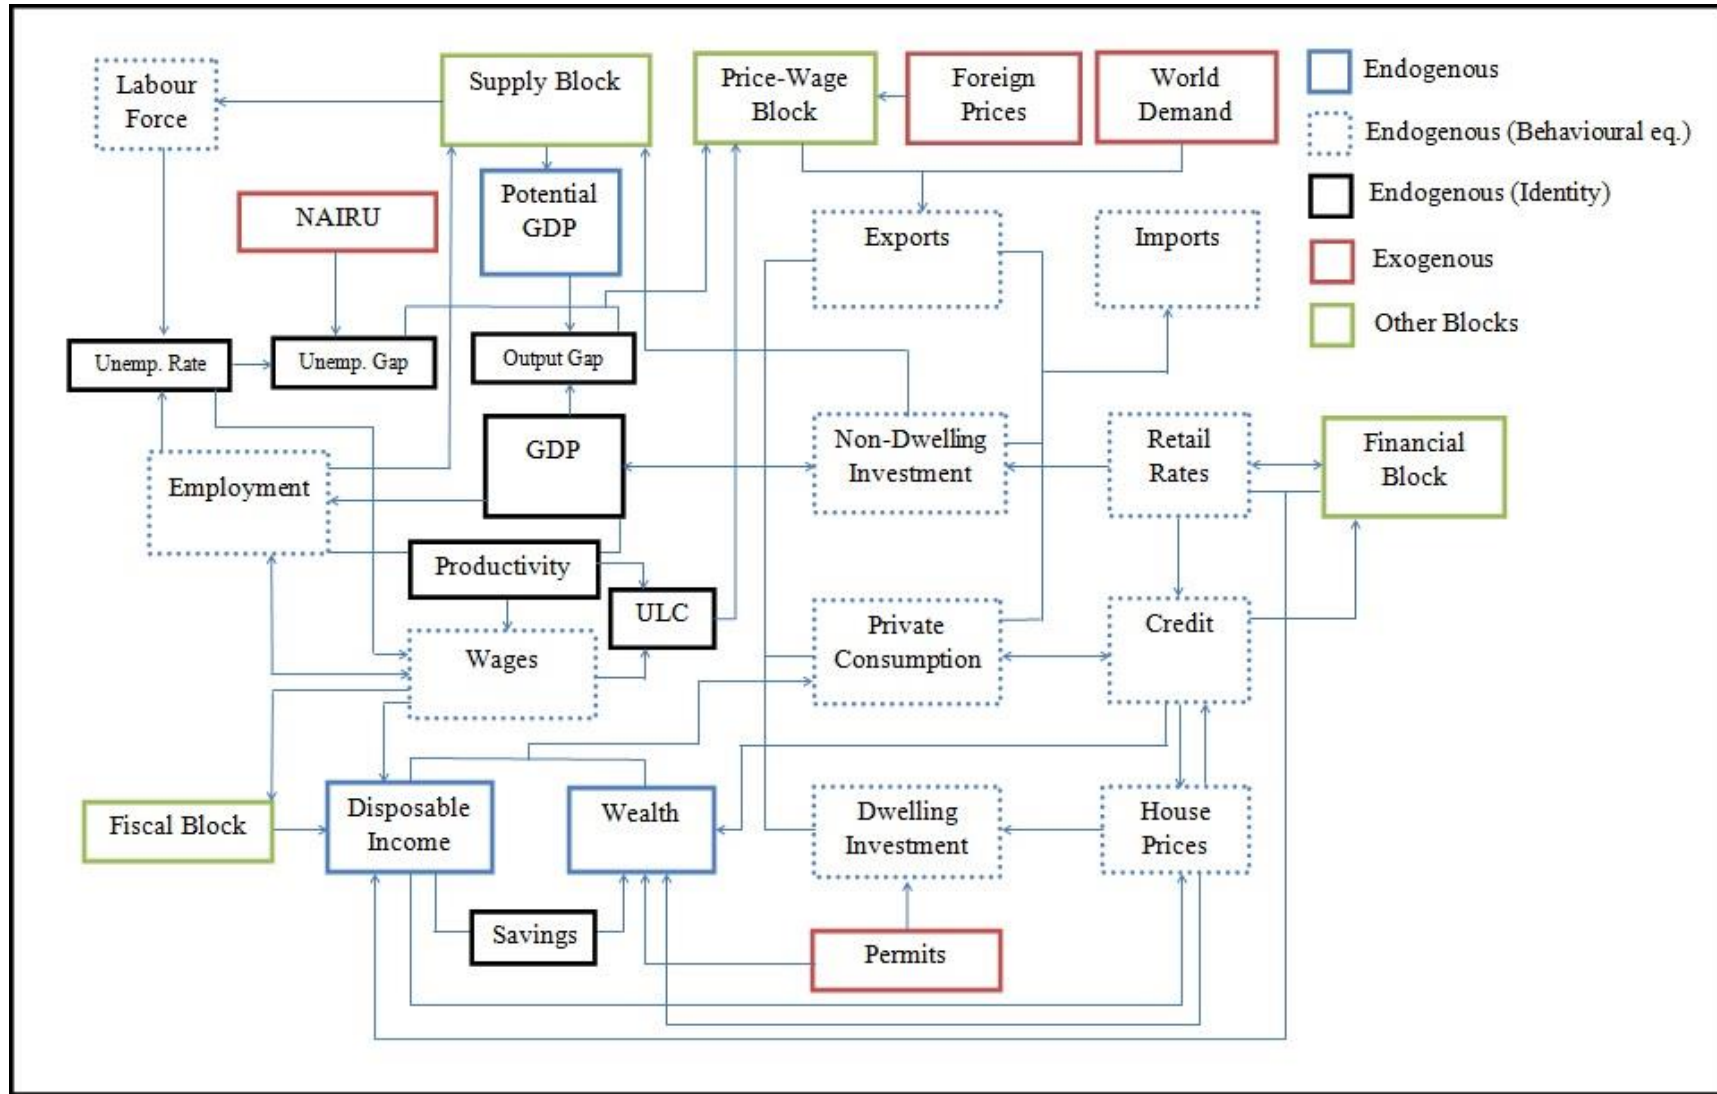 Labour
Force
Supply Block
Price-Wage
Block
Foreign
Prices
World
Demand
Endogenous
Endogenous (Behavioural eq.)
Endogenous (Identity)
Exogenous
Other Blocks
NAIRU
Potential
GDP
Exports
Imports
Unemp. Rate
Unemp. Gap
Output Gap
GDP
Non-Dwelling
Investment
Retail
Rates
Financial
Block
Employment
Productivity
ULC
Wages
Private
Consumption
Credit
Fiscal Block
Disposable
Income
Wealth
Dwelling
Investment
House
Prices
Savings
Permits